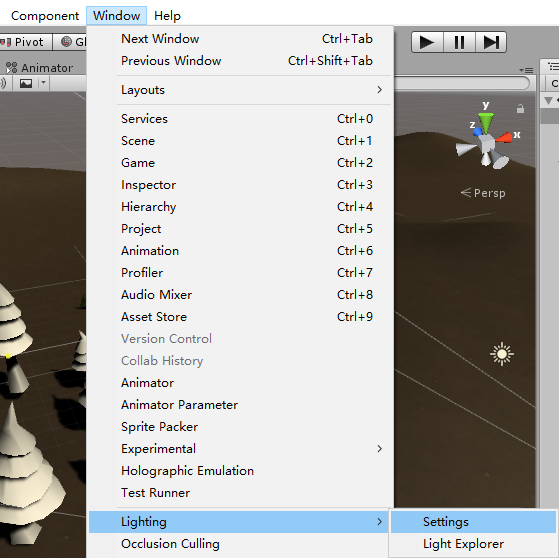 Component Window Help
Pivot
Animator
Next Window Ctrl+Tab
Previous Window Ctrl+Shift+Tab
Layouts
Services Ctrl+0
Scene Ctrl+1
Game Ctrl+2
Inspector Ctrl+3
Hierarchy Ctrl+4
Project Ctrl+5
Animation Ctrl+6
Profiler Ctrl+7
Audio Mixer Ctrl+8
Asset Store Ctrl+9
Version Control
Collab History
Animator
Animator Parameter
Sprite Packer
Experimental
Holographic Emulation
Test Runner
Lighting
Occlusion Culling
Settings
Light Explorer
y
z
x
Persp